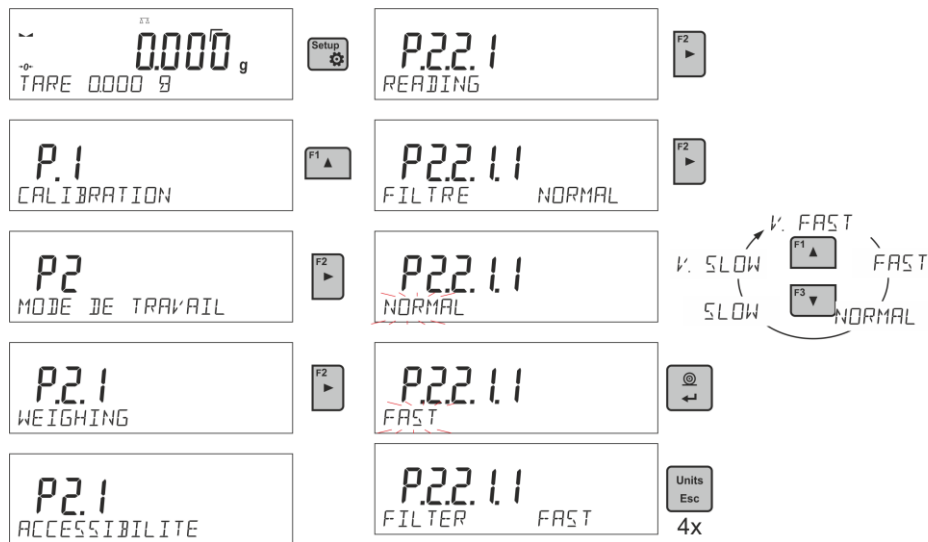 0.000 g
-0-
TARE 0.000 g
Setup
P.1
CALIBRATION
F1
P2
MODE DE TRAVAIL
F2
P.2.1
WEIGHING
F2
P2.1
ACCESSIBILITE
P.2.2.1
READING
F2
P2.2.1.1
FILTRE NORMAL
F2
P2.2.1.1
NORMAL
V. FAST
F1
V. SLOW
FAST
F3
SLOW
NORMAL
P.2.2.1.1
FAST
P.2.2.1.1
FILTER FAST
Units
Esc
4x